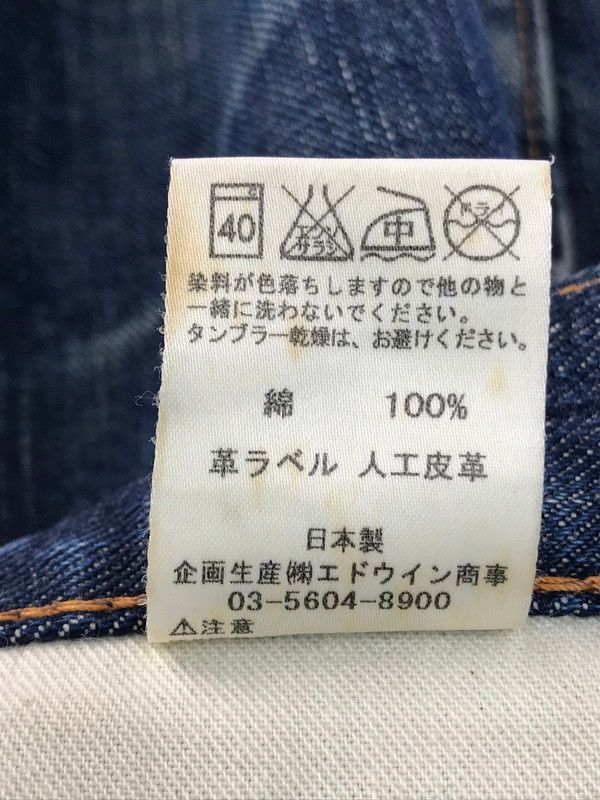 40 エンソ サラシ 中 ドライ
染料が色落ちしますので他の物と
一緒に洗わないでください。
タンブラー乾燥は、お避けください。
綿 100%
革ラベル 人工皮革
日本製
企画生産㈱エドウイン商事
03-5604-8900
⚠注意